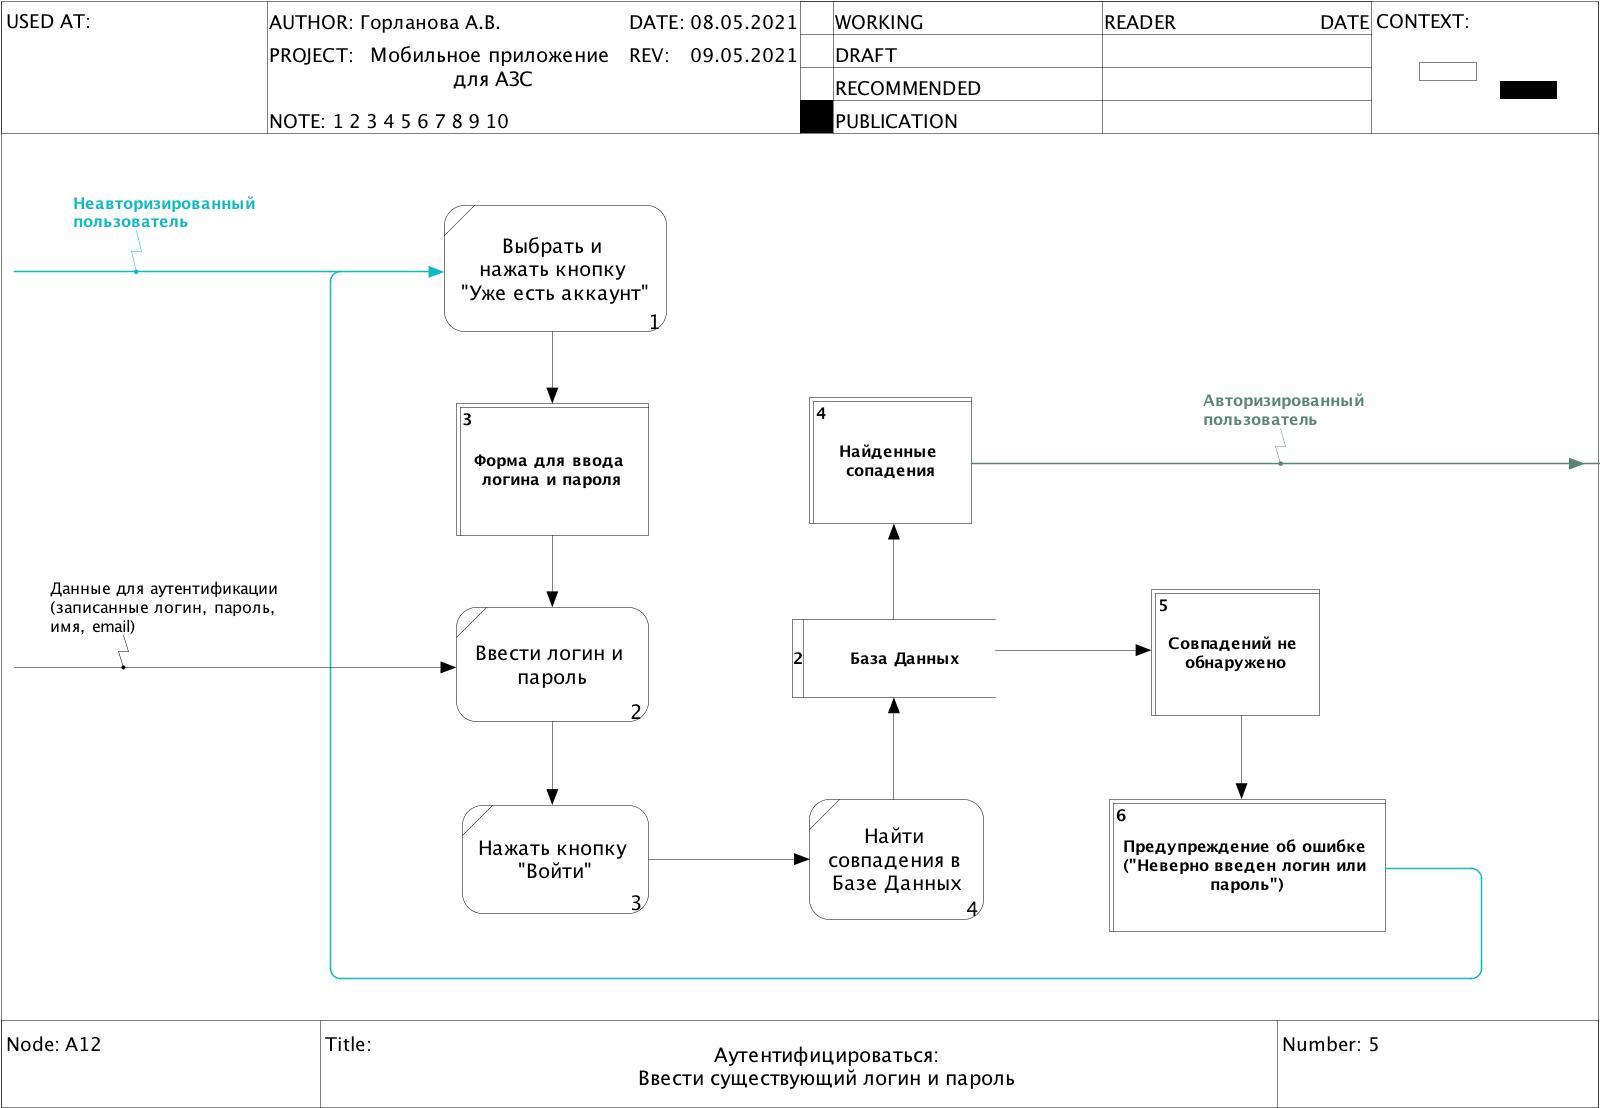 USED AT:
AUTHOR: Горланова А.В.
DATE: 08.05.2021
PROJECT: Мобильное приложение
для АЗС
REV: 09.05.2021
NOTE: 1 2 3 4 5 6 7 8 9 10
WORKING
DRAFT
RECOMMENDED
PUBLICATION
READER
DATE
CONTEXT:
Неавторизированный
пользователь
Выбрать и
нажать кнопку
"Уже есть аккаунт"
1
3
Форма для ввода
логина и пароля
4
Найденные
сопадения
Авторизированный
пользователь
Данные для аутентификации
(записанные логин, пароль,
имя, email)
Ввести логин и
пароль
2
2
База Данных
5
Совпадений не
обнаружено
Нажать кнопку
"Войти"
3
Найти
совпадения в
Базе Данных
4
6
Предупреждение об ошибке
("Неверно введен логин или
пароль")
Node: A12
Title:
Аутентифицироваться:
Ввести существующий логин и пароль
Number: 5